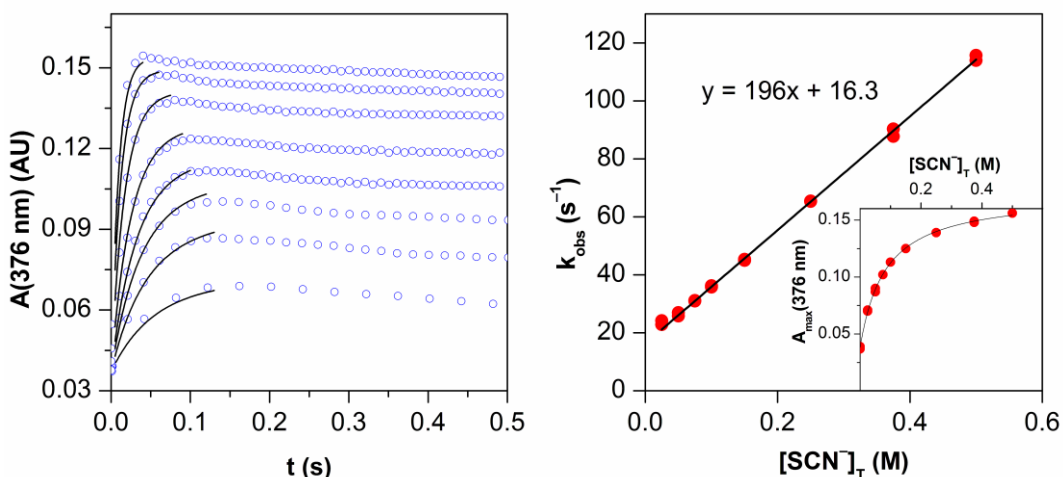 A(376 nm) (AU)
0.15
0.12
0.09
0.06
0.03
0.0 0.1 0.2 0.3 0.4 0.5
t (s)
k_obs (s⁻¹)
120
100
80
60
40
20
0
y = 196x + 16.3
[SCN⁻]_T (M)
0.2 0.4
A_max(376 nm)
0.15
0.10
0.05
0.0 0.2 0.4 0.6
[SCN⁻]_T (M)